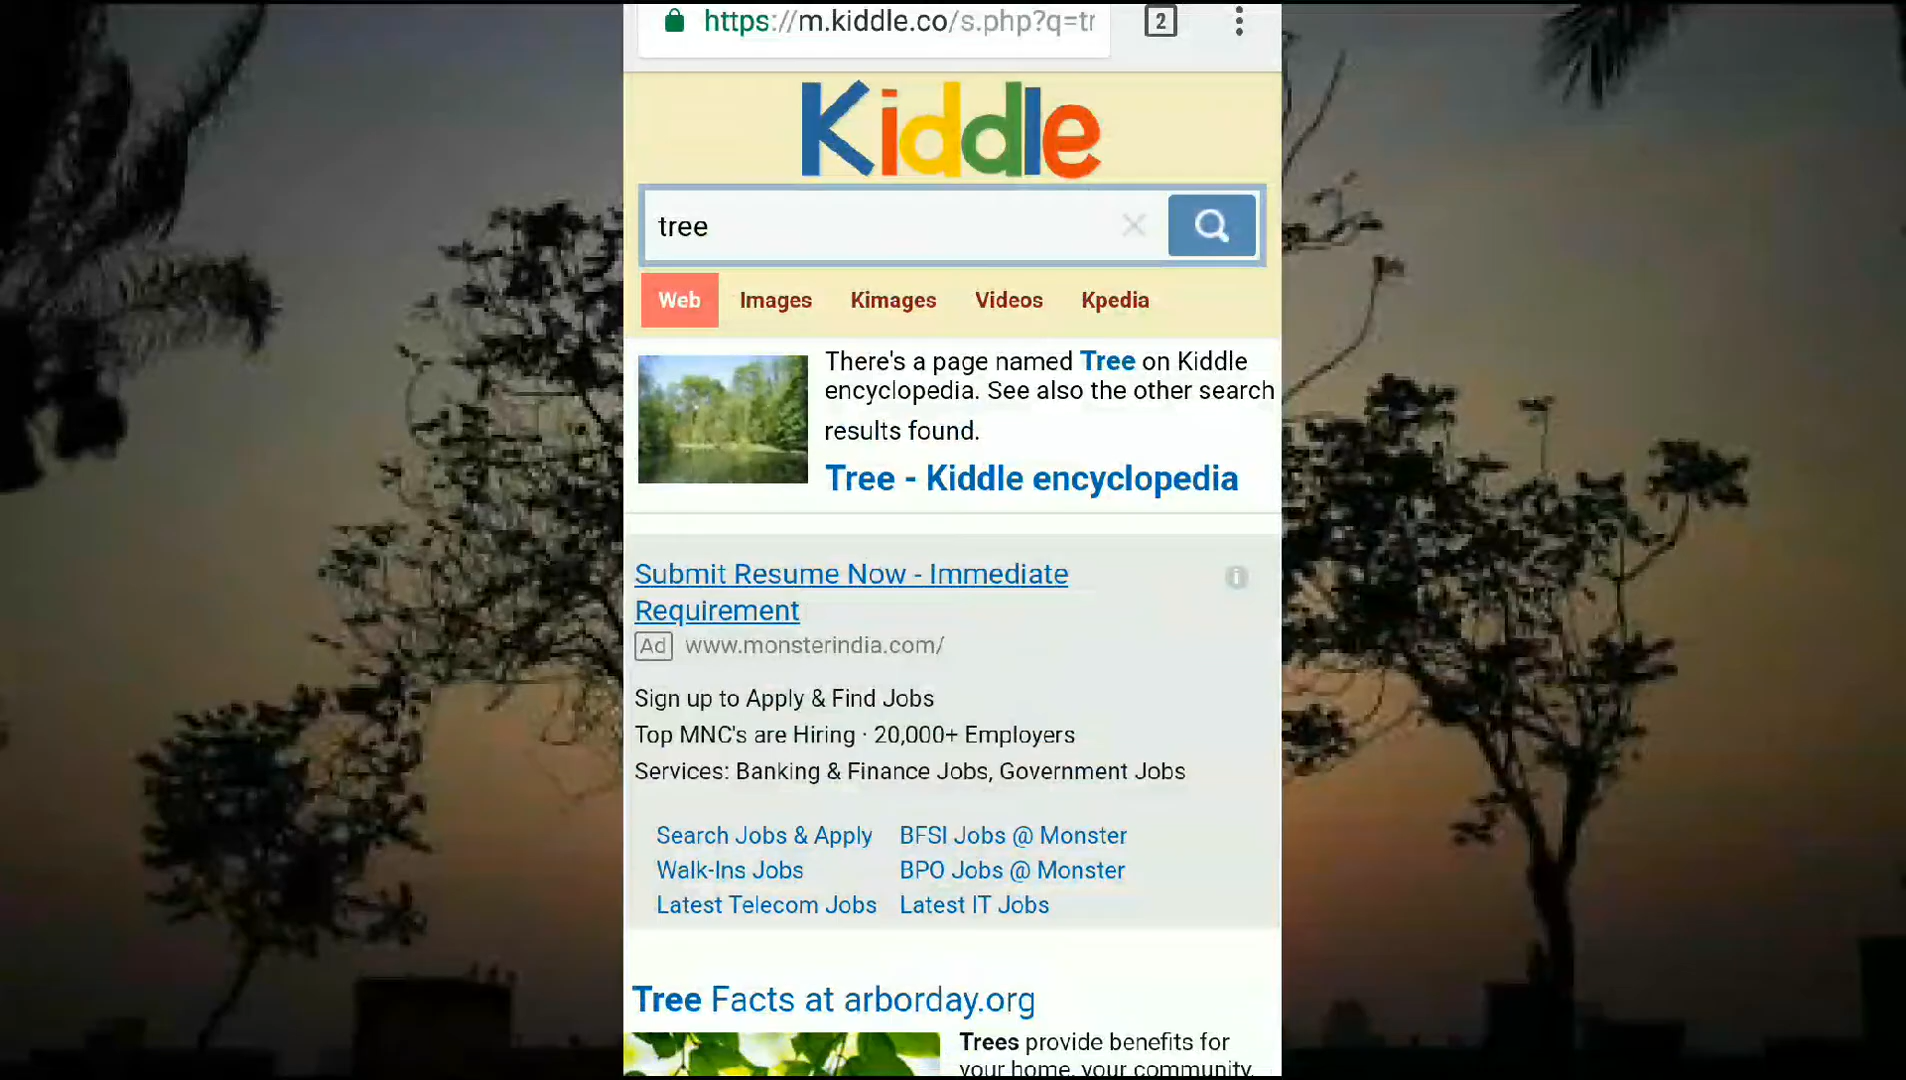 https://m.kiddle.co/s.php?q=tr
2
Kiddle
tree
Web Images Kimages Videos Kpedia
There's a page named Tree on Kiddle
encyclopedia. See also the other search
results found.
Tree - Kiddle encyclopedia
Submit Resume Now - Immediate
Requirement
Ad www.monsterindia.com/
Sign up to Apply & Find Jobs
Top MNC's are Hiring · 20,000+ Employers
Services: Banking & Finance Jobs, Government Jobs
Search Jobs & Apply BFSI Jobs @ Monster
Walk-Ins Jobs BPO Jobs @ Monster
Latest Telecom Jobs Latest IT Jobs
Tree Facts at arborday.org
Trees provide benefits for
your home, your community,